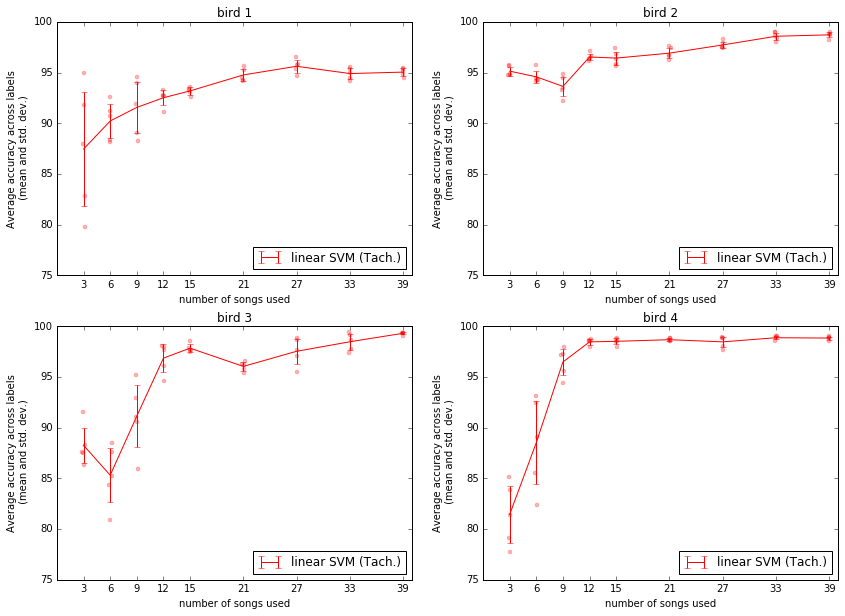 bird 1
100
95
90
85
80
75
Average accuracy across labels
(mean and std. dev.)
linear SVM (Tach.)
3 6 9 12 15 21 27 33 39
number of songs used
bird 2
100
95
90
85
80
75
Average accuracy across labels
(mean and std. dev.)
linear SVM (Tach.)
3 6 9 12 15 21 27 33 39
number of songs used
bird 3
100
95
90
85
80
75
Average accuracy across labels
(mean and std. dev.)
linear SVM (Tach.)
3 6 9 12 15 21 27 33 39
number of songs used
bird 4
100
95
90
85
80
75
Average accuracy across labels
(mean and std. dev.)
linear SVM (Tach.)
3 6 9 12 15 21 27 33 39
number of songs used